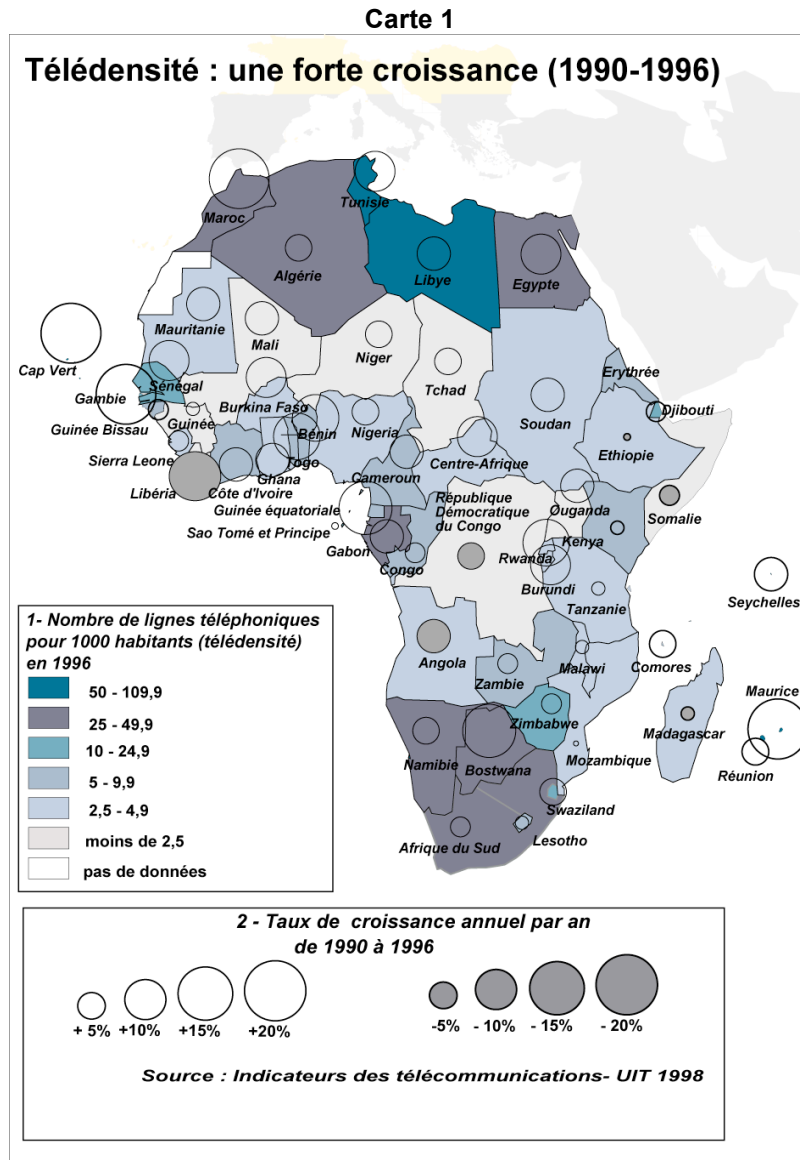 Carte 1
Télédensité : une forte croissance (1990-1996)
Maroc
Tunisie
Algérie
Libye
Egypte
Mauritanie
Mali
Niger
Tchad
Cap Vert
Sénégal
Gambie
Erythrée
Djibouti
Burkina Faso
Guinée
Guinée Bissau
Bénin
Nigeria
Soudan
Ethiopie
Sierra Leone
Togo
Ghana
Centre-Afrique
Cameroun
Libéria
Côte d'Ivoire
Guinée équatoriale
République
Démocratique
du Congo
Ouganda
Somalie
Sao Tomé et Principe
Gabon
Congo
Rwanda
Kenya
Burundi
Tanzanie
Seychelles
Angola
Zambie
Malawi
Comores
Maurice
Zimbabwe
Madagascar
Namibie
Bostwana
Mozambique
Réunion
Swaziland
Lesotho
Afrique du Sud
1- Nombre de lignes téléphoniques
pour 1000 habitants (télédensité)
en 1996
50 - 109,9
25 - 49,9
10 - 24,9
5 - 9,9
2,5 - 4,9
moins de 2,5
pas de données
2 - Taux de croissance annuel par an
de 1990 à 1996
+ 5% +10% +15% +20%
-5% - 10% - 15% - 20%
Source : Indicateurs des télécommunications- UIT 1998